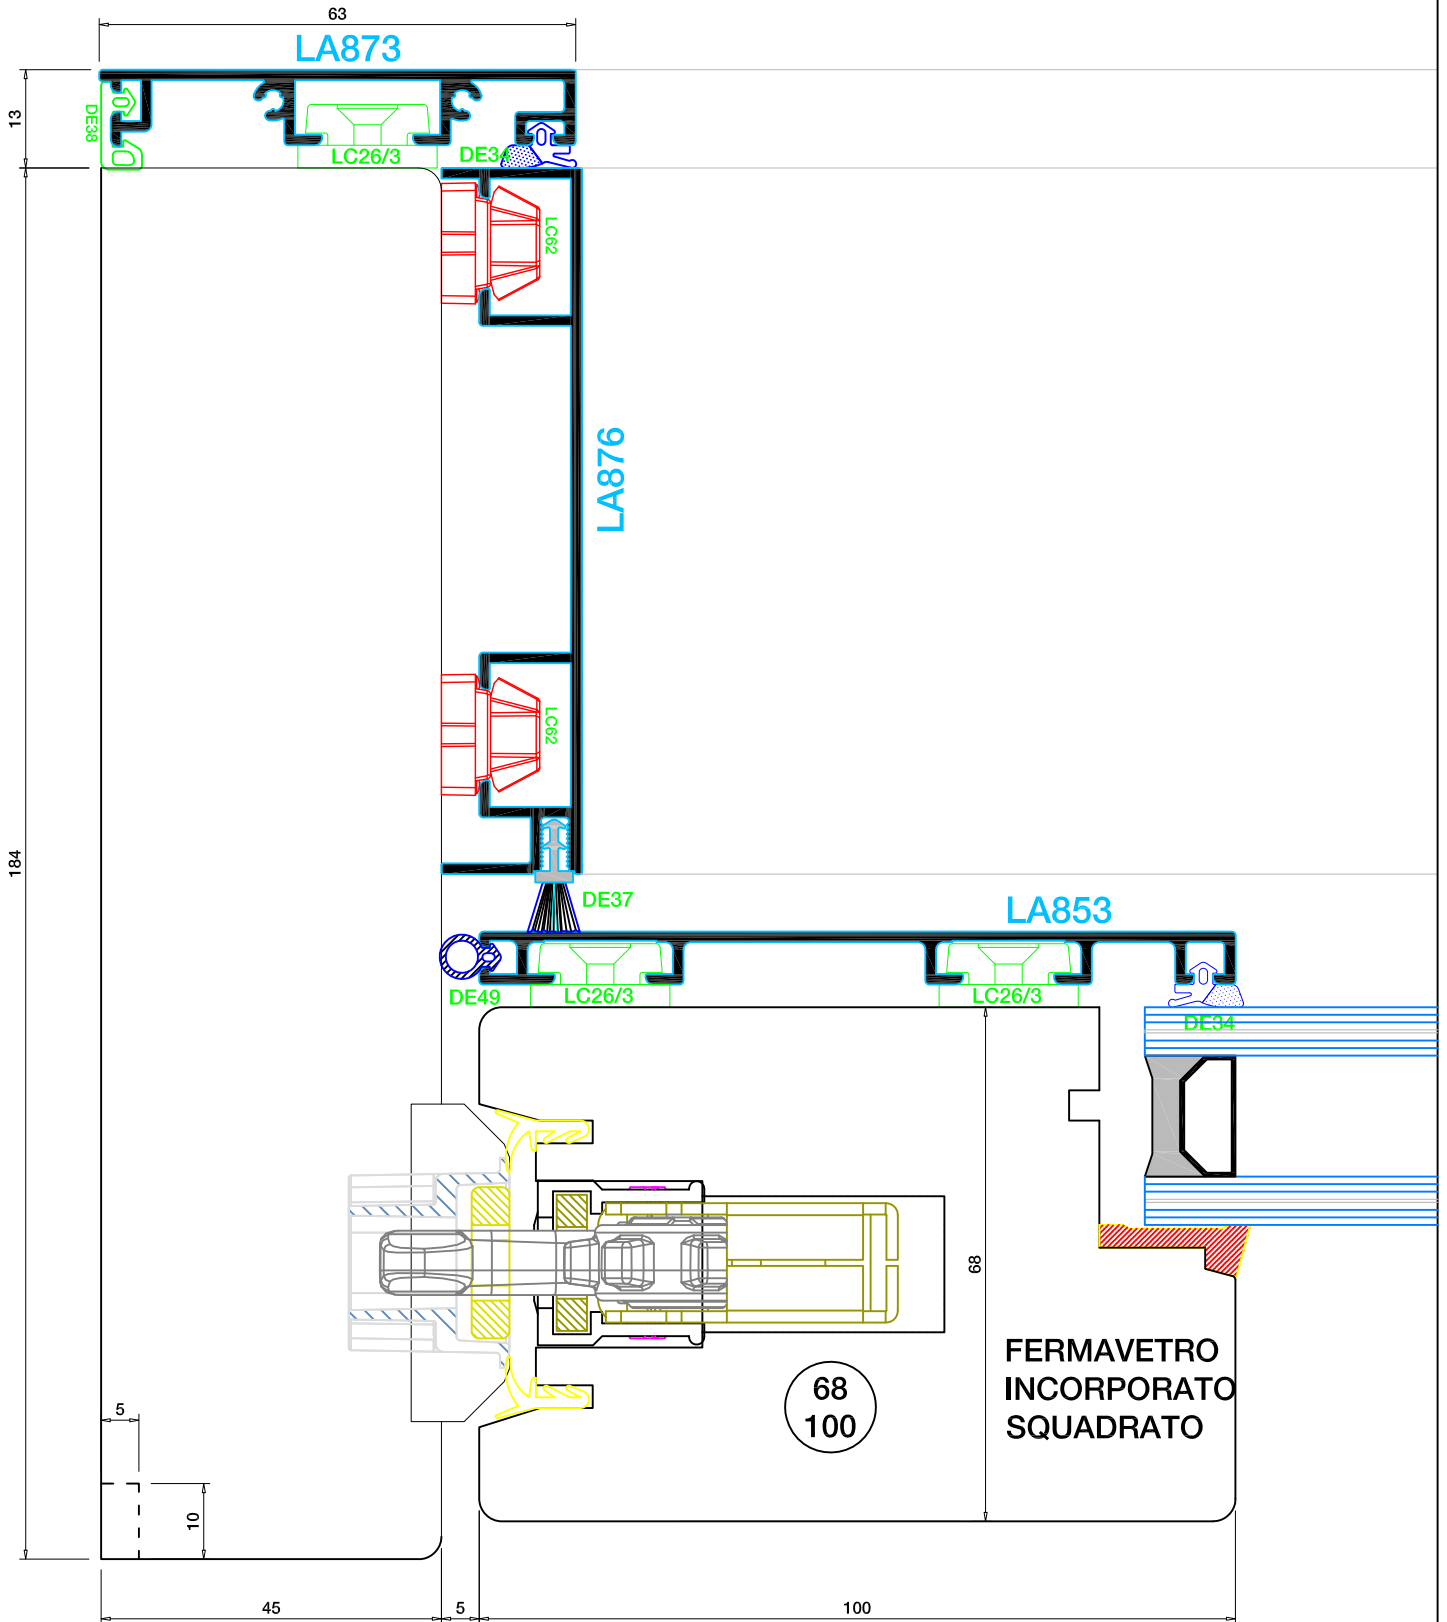 63
LA873
13
DE38
LC26/3
DE34
LC62
LA876
LC62
184
DE37
LA853
DE49
LC26/3
LC26/3
DE34
68
FERMAVETRO
INCORPORATO
SQUADRATO
68
100
5
10
45
5
100